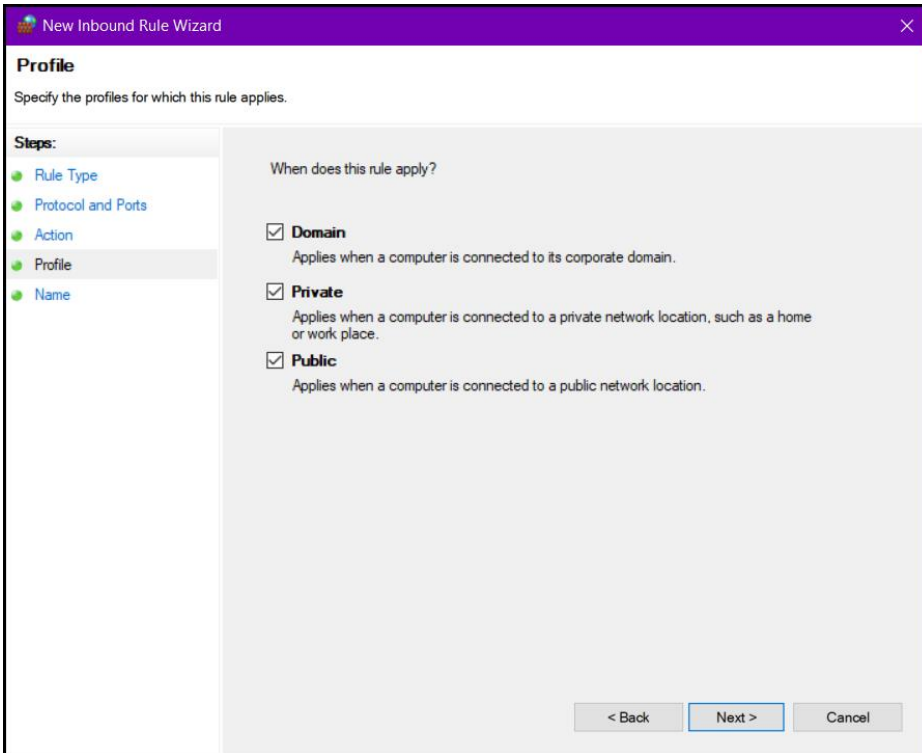 New Inbound Rule Wizard
Profile
Specify the profiles for which this rule applies.
Steps:
Rule Type
Protocol and Ports
Action
Profile
Name
When does this rule apply?
Domain
Applies when a computer is connected to its corporate domain.
Private
Applies when a computer is connected to a private network location, such as a home
or work place.
Public
Applies when a computer is connected to a public network location.
< Back
Next >
Cancel